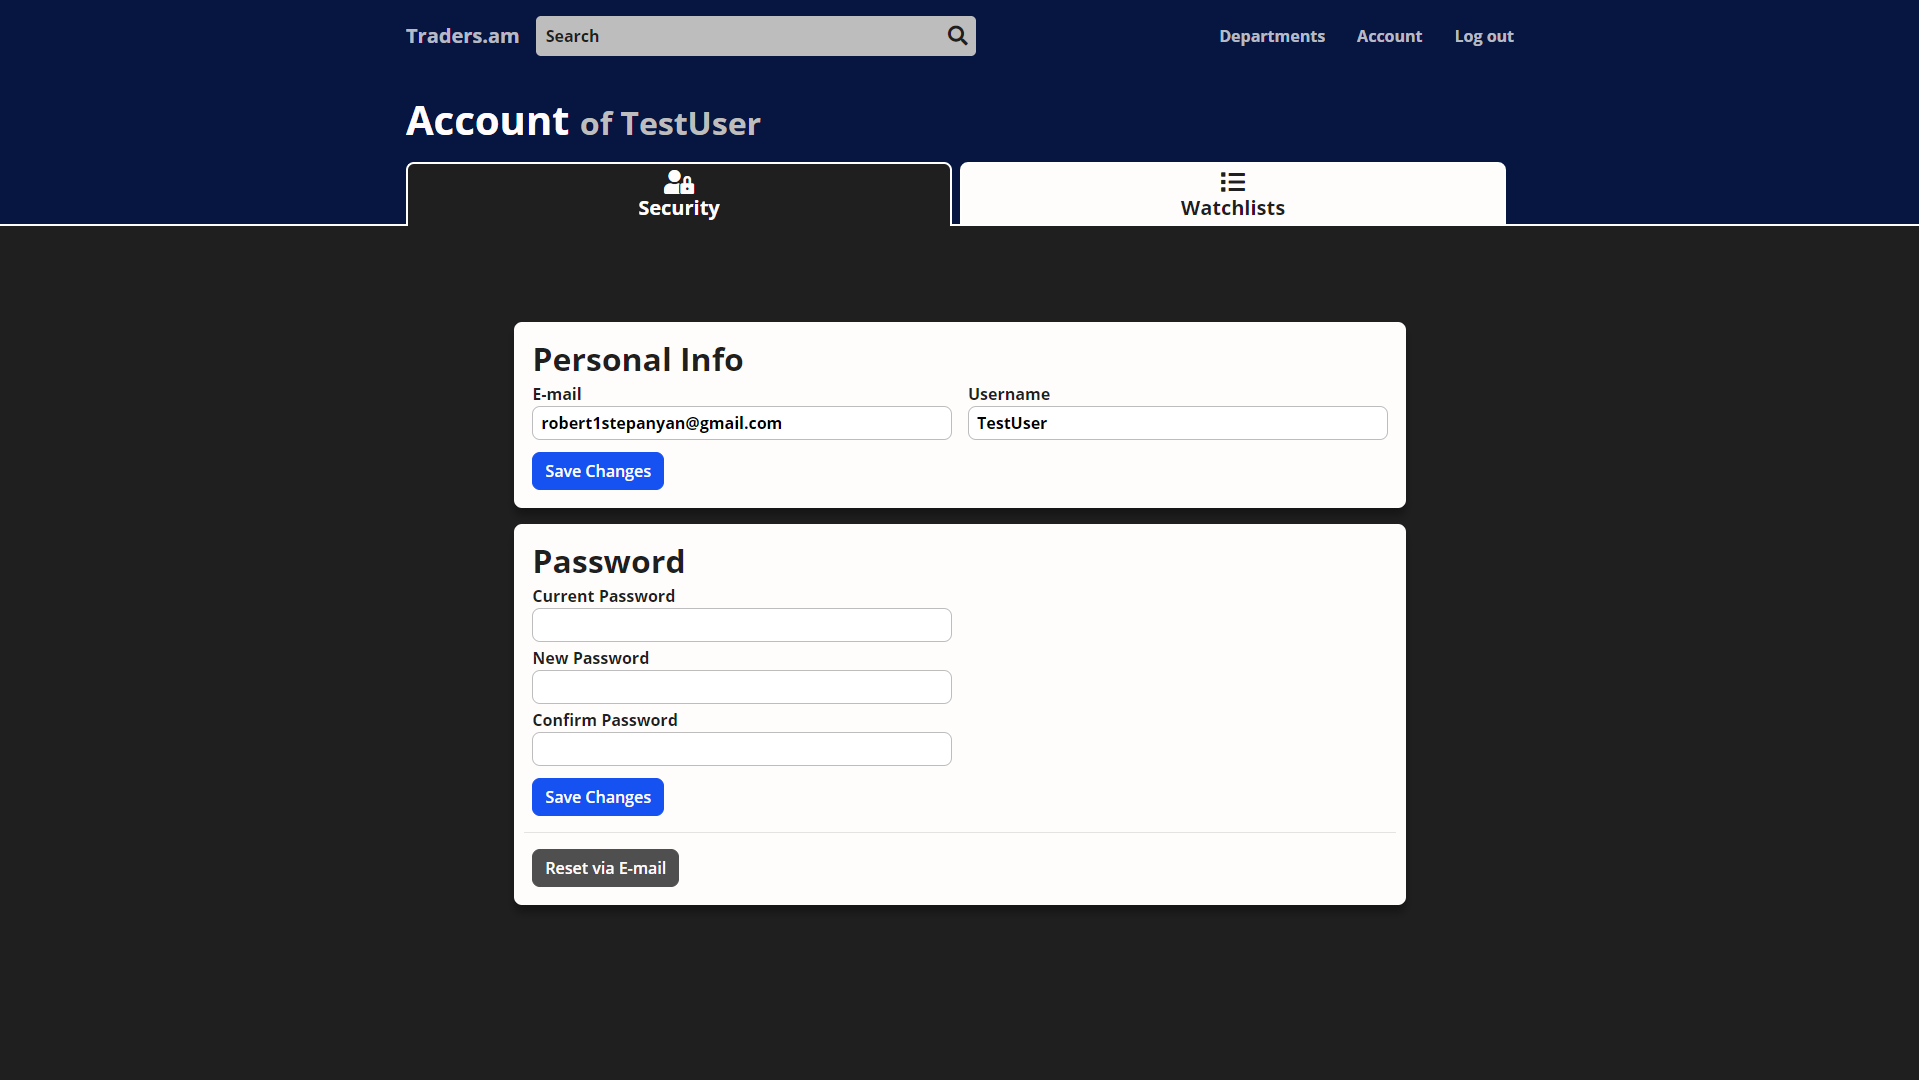 Traders.am
Search
Departments
Account
Log out
Account of TestUser
Security
Watchlists
Personal Info
E-mail
Username
robert1stepanyan@gmail.com
TestUser
Save Changes
Password
Current Password
New Password
Confirm Password
Save Changes
Reset via E-mail